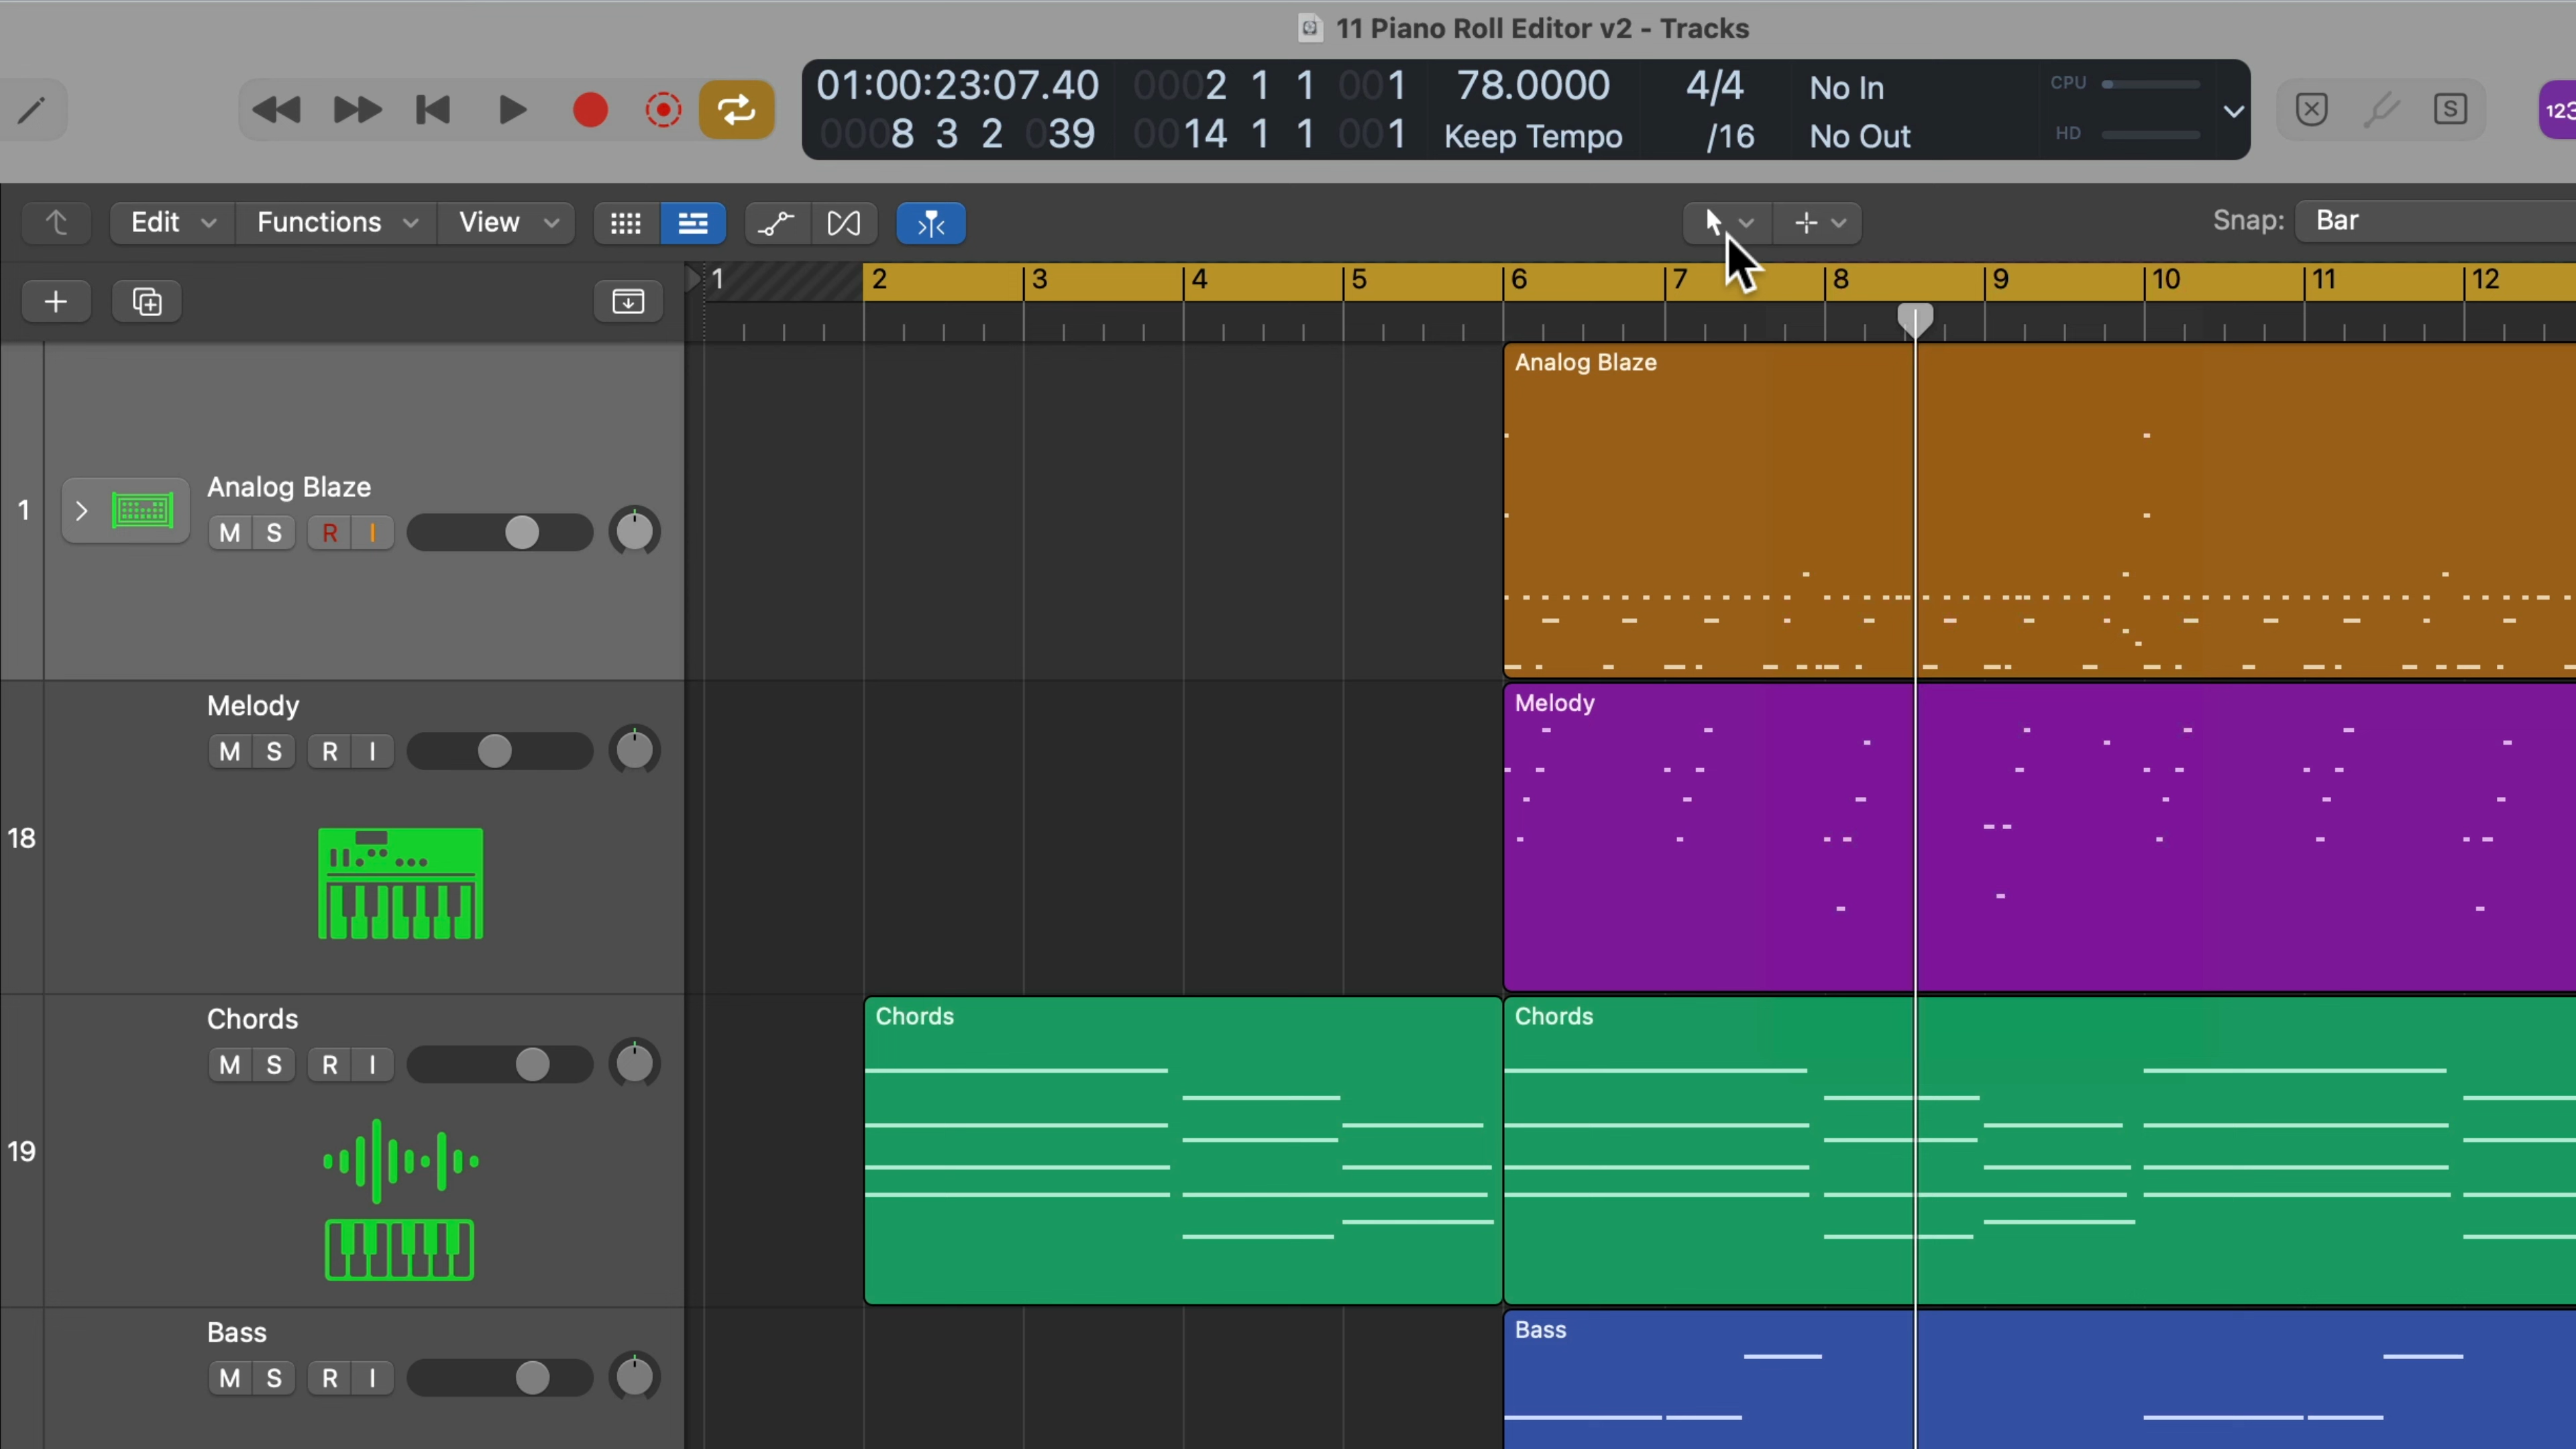 11 Piano Roll Editor v2 - Tracks
01:00:23:07.40 0002 1 1 001 78.0000 4/4 No In CPU
0008 3 2 039 0014 1 1 001 Keep Tempo /16 No Out HD
S 123
Edit Functions View Snap: Bar
1 2 3 4 5 6 7 8 9 10 11 12
Analog Blaze
1 Analog Blaze
M S R I
Melody Melody
M S R I
18
Chords Chords Chords
M S R I
19
Bass Bass
M S R I